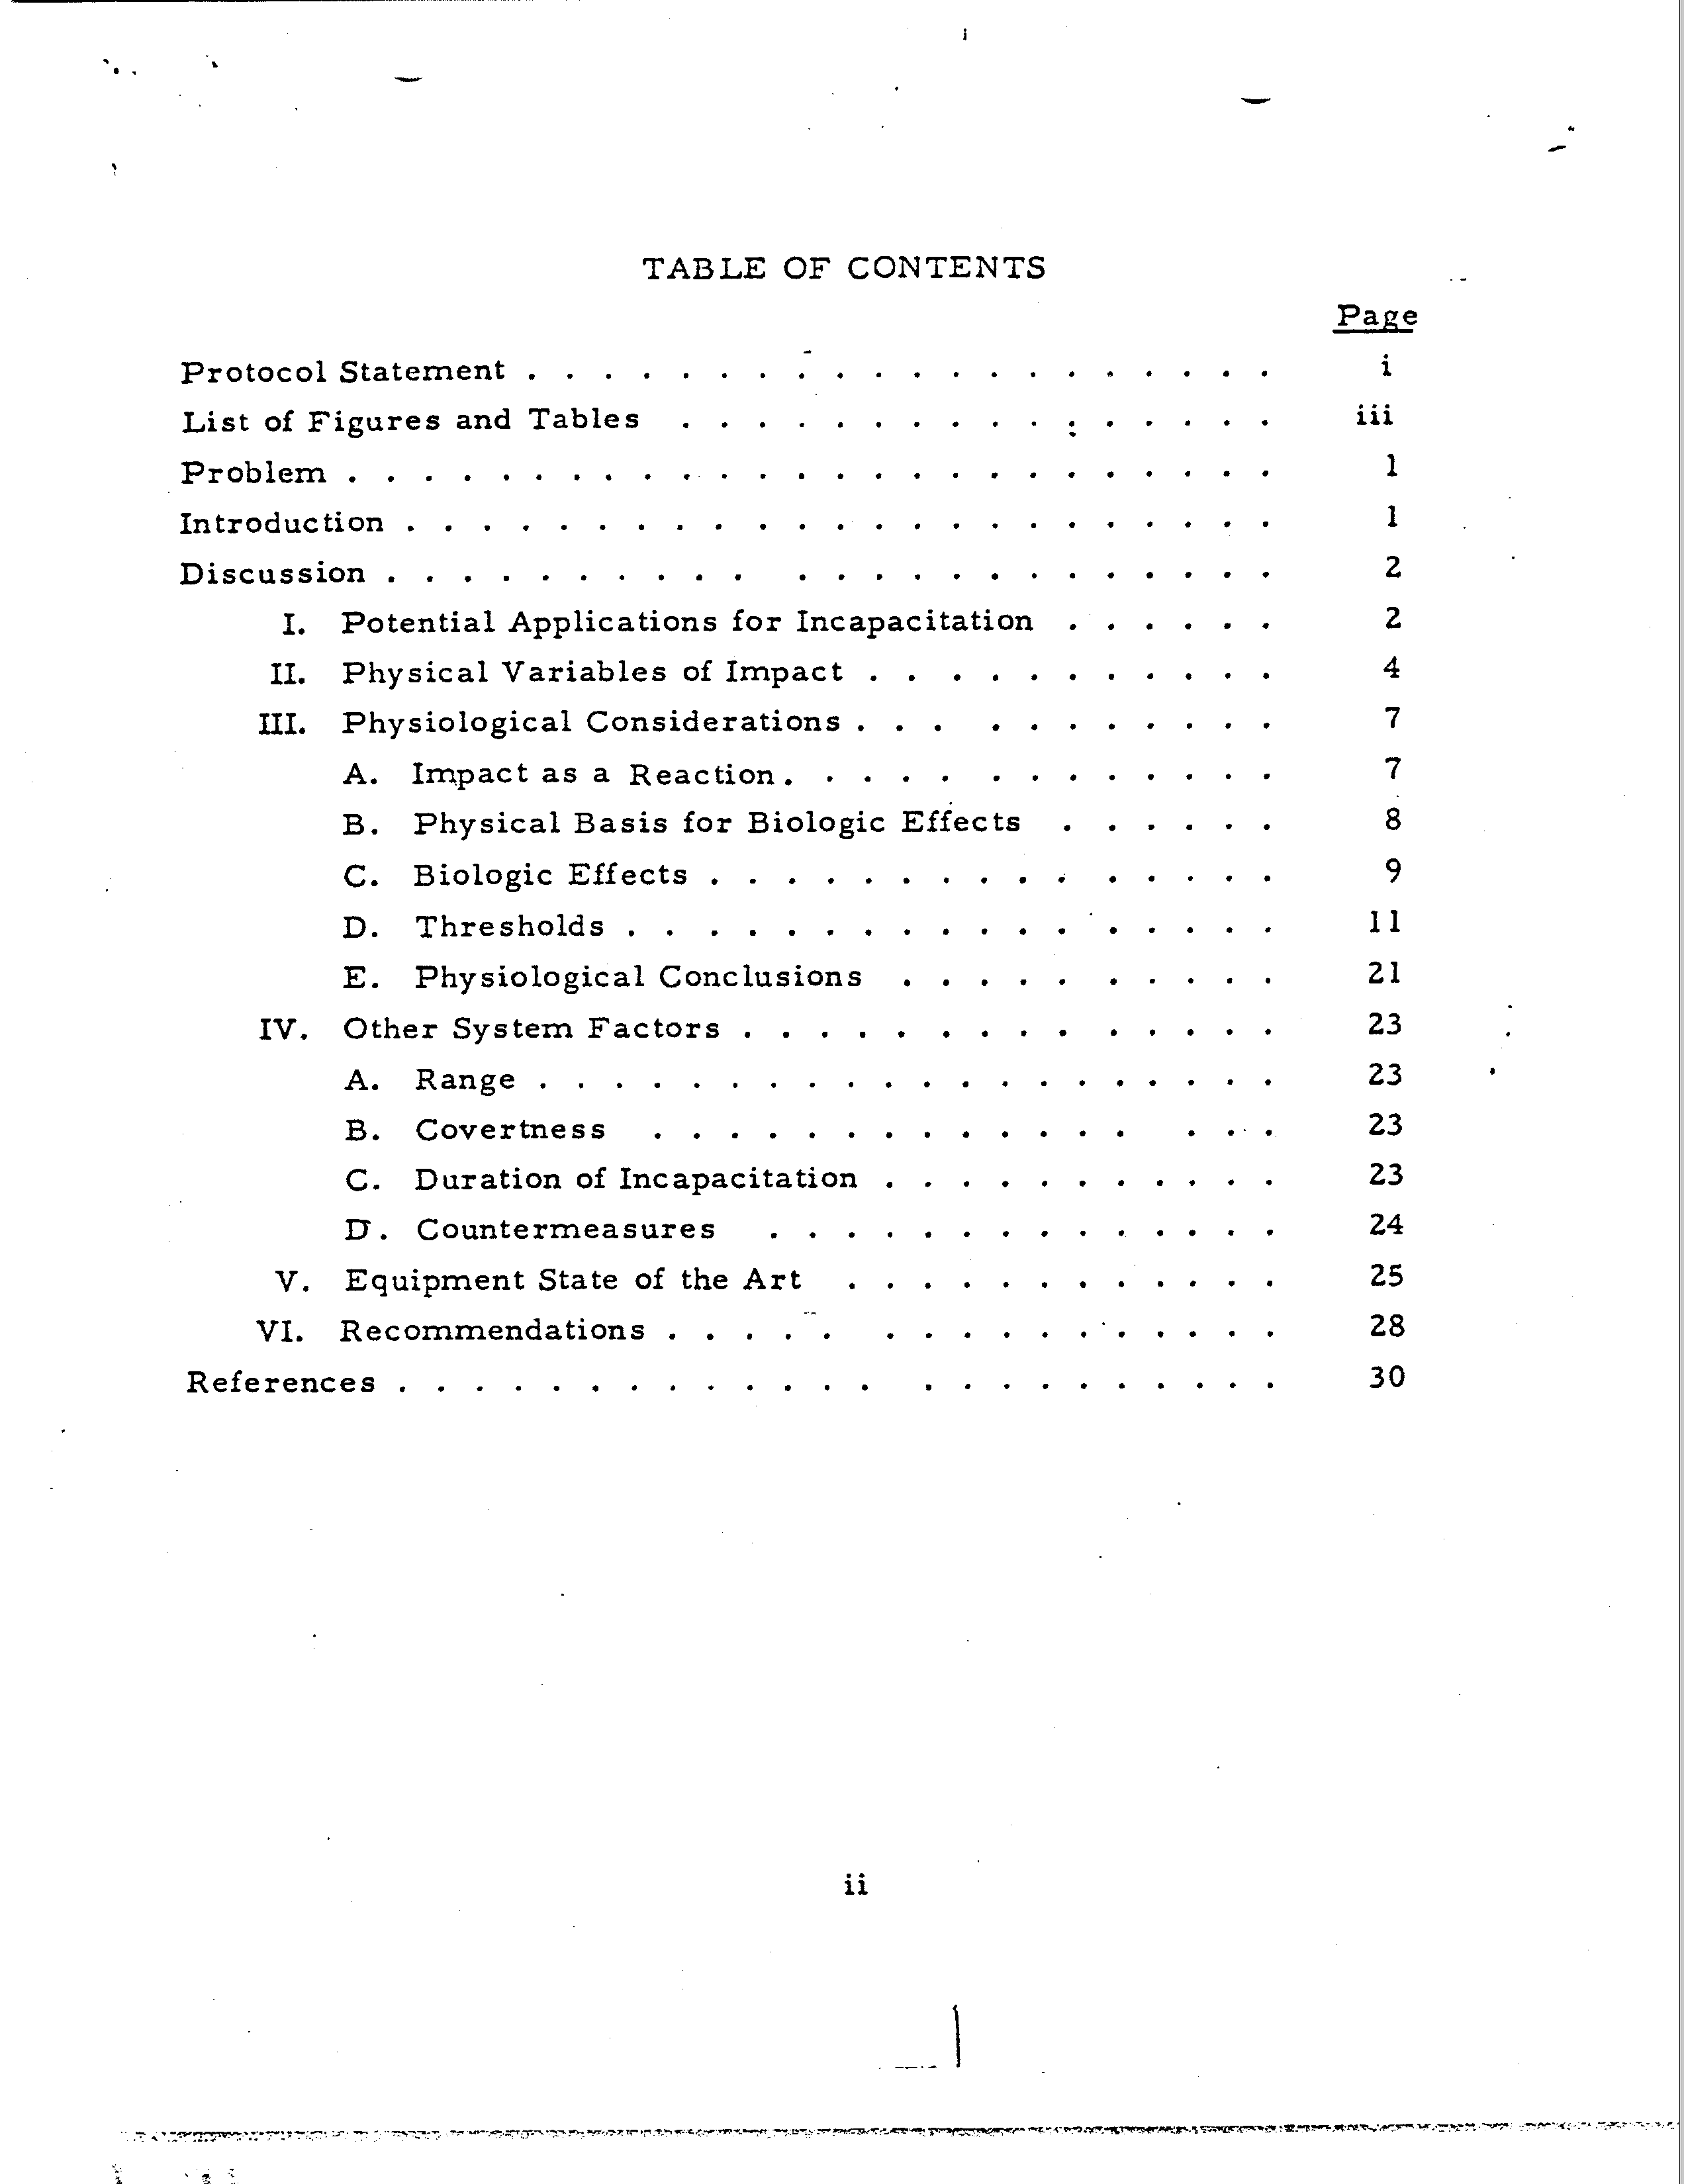 TABLE OF CONTENTS
Page
Protocol Statement . . . . . . . . . . . . . . . . . . . . i
List of Figures and Tables . . . . . . . . . . . . . . . . iii
Problem . . . . . . . . . . . . . . . . . . . . . . . . 1
Introduction . . . . . . . . . . . . . . . . . . . . . . . 1
Discussion . . . . . . . . . . . . . . . . . . . . . . . 2
I. Potential Applications for Incapacitation . . . . . . 2
II. Physical Variables of Impact . . . . . . . . . . . 4
III. Physiological Considerations . . . . . . . . . . . 7
A. Impact as a Reaction. . . . . . . . . . . . . 7
B. Physical Basis for Biologic Effects . . . . . . 8
C. Biologic Effects . . . . . . . . . . . . . . . 9
D. Thresholds . . . . . . . . . . . . . . . . . 11
E. Physiological Conclusions . . . . . . . . . . 21
IV. Other System Factors . . . . . . . . . . . . . . 23
A. Range . . . . . . . . . . . . . . . . . . . . 23
B. Covertness . . . . . . . . . . . . . . . . 23
C. Duration of Incapacitation . . . . . . . . . . . 23
D. Countermeasures . . . . . . . . . . . . . . 24
V. Equipment State of the Art . . . . . . . . . . . . 25
VI. Recommendations . . . . . . . . . . . . . . . . 28
References . . . . . . . . . . . . . . . . . . . . . . 30
ii